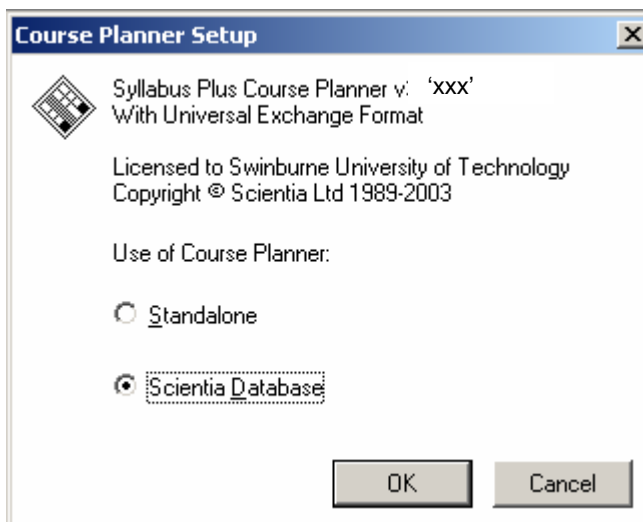 Course Planner Setup
Syllabus Plus Course Planner v: ‘xxx’
With Universal Exchange Format
Licensed to Swinburne University of Technology
Copyright © Scientia Ltd 1989-2003
Use of Course Planner:
Standalone
Scientia Database
OK Cancel